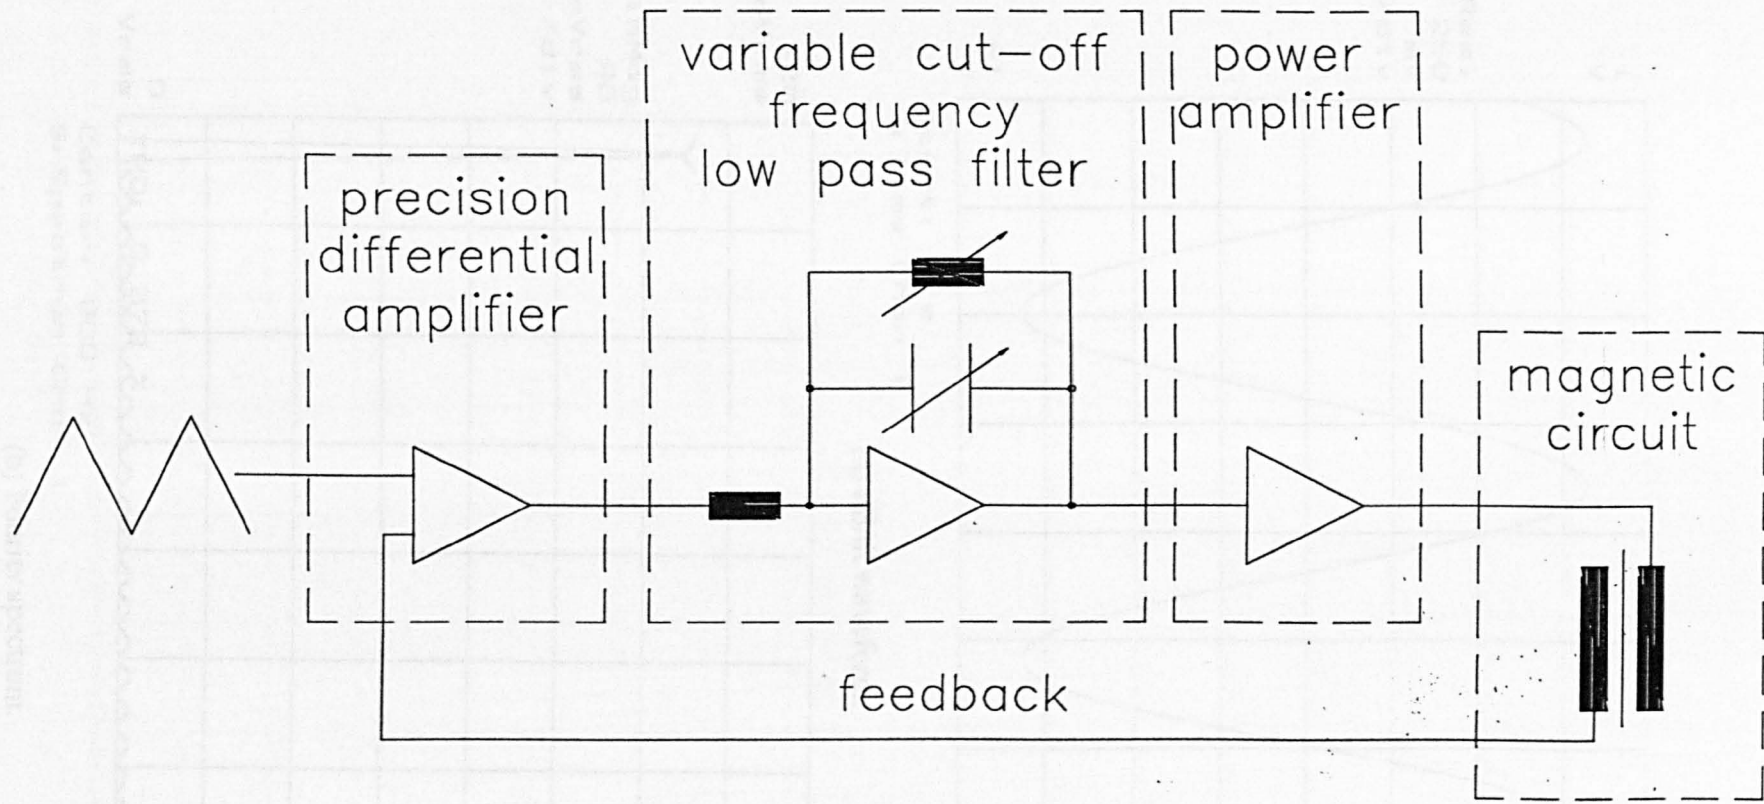 variable cut-off
frequency
low pass filter
power
amplifier
precision
differential
amplifier
magnetic
circuit
feedback